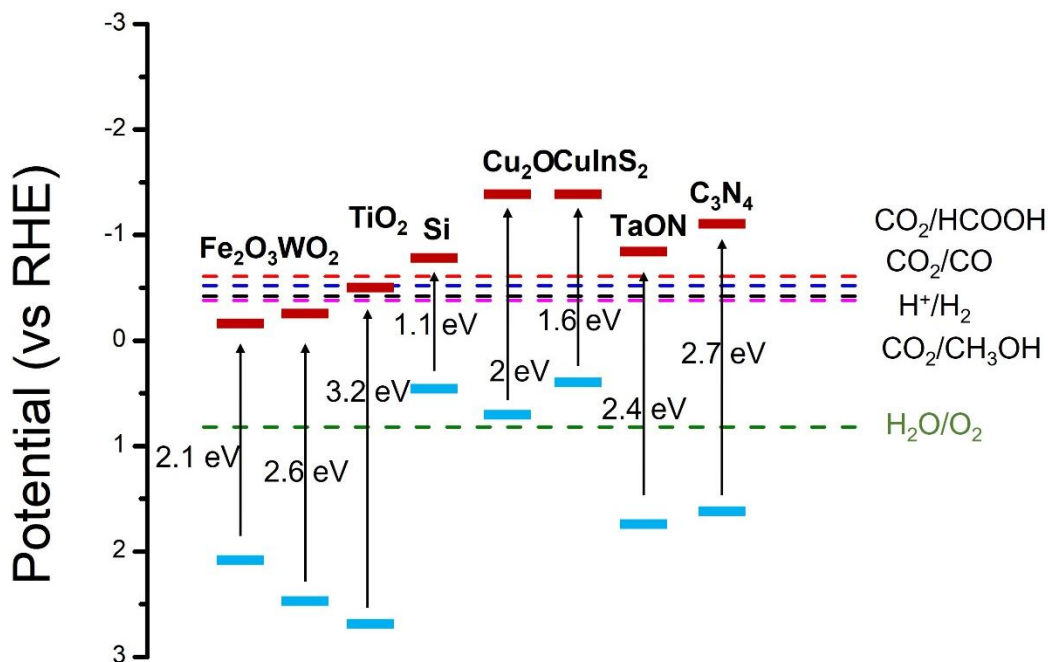 Potential (vs RHE)
-3
-2
-1
0
1
2
3
Fe₂O₃
WO₂
TiO₂
Si
Cu₂O
CuInS₂
TaON
C₃N₄
2.1 eV
2.6 eV
3.2 eV
1.1 eV
2 eV
1.6 eV
2.4 eV
2.7 eV
CO₂/HCOOH
CO₂/CO
H⁺/H₂
CO₂/CH₃OH
H₂O/O₂